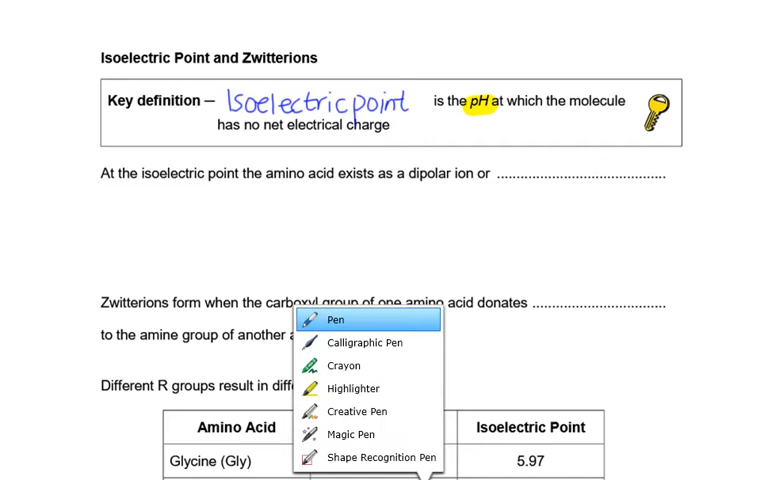 Isoelectric Point and Zwitterions
Key definition – Isoelectric point is the pH at which the molecule
has no net electrical charge
At the isoelectric point the amino acid exists as a dipolar ion or ............................................
Zwitterions form when the carboxyl group of one amino acid donates ...................................
to the amine group of another a
Different R groups result in diffe
Pen
Calligraphic Pen
Crayon
Highlighter
Creative Pen
Magic Pen
Shape Recognition Pen
Amino Acid Isoelectric Point
Glycine (Gly) 5.97